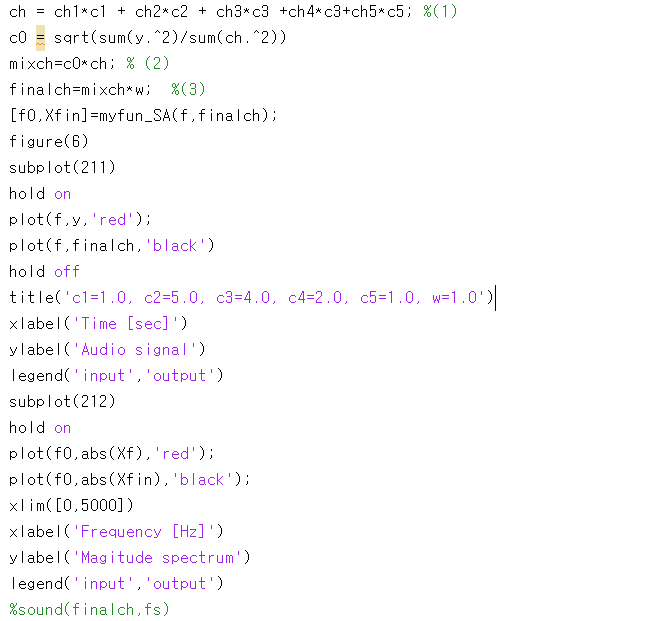 ch = ch1*c1 + ch2*c2 + ch3*c3 +ch4*c3+ch5*c5; %(1)
c0 = sqrt(sum(y.^2)/sum(ch.^2))
mixch=c0*ch; % (2)
finalch=mixch*w;  %(3)
[f0,Xfin]=myfun_SA(f,finalch);
figure(6)
subplot(211)
hold on
plot(f,y,'red');
plot(f,finalch,'black')
hold off
title('c1=1.0, c2=5.0, c3=4.0, c4=2.0, c5=1.0, w=1.0')
xlabel('Time [sec]')
ylabel('Audio signal')
legend('input','output')
subplot(212)
hold on
plot(f0,abs(Xf),'red');
plot(f0,abs(Xfin),'black');
xlim([0,5000])
xlabel('Frequency [Hz]')
ylabel('Magitude spectrum')
legend('input','output')
%sound(finalch,fs)